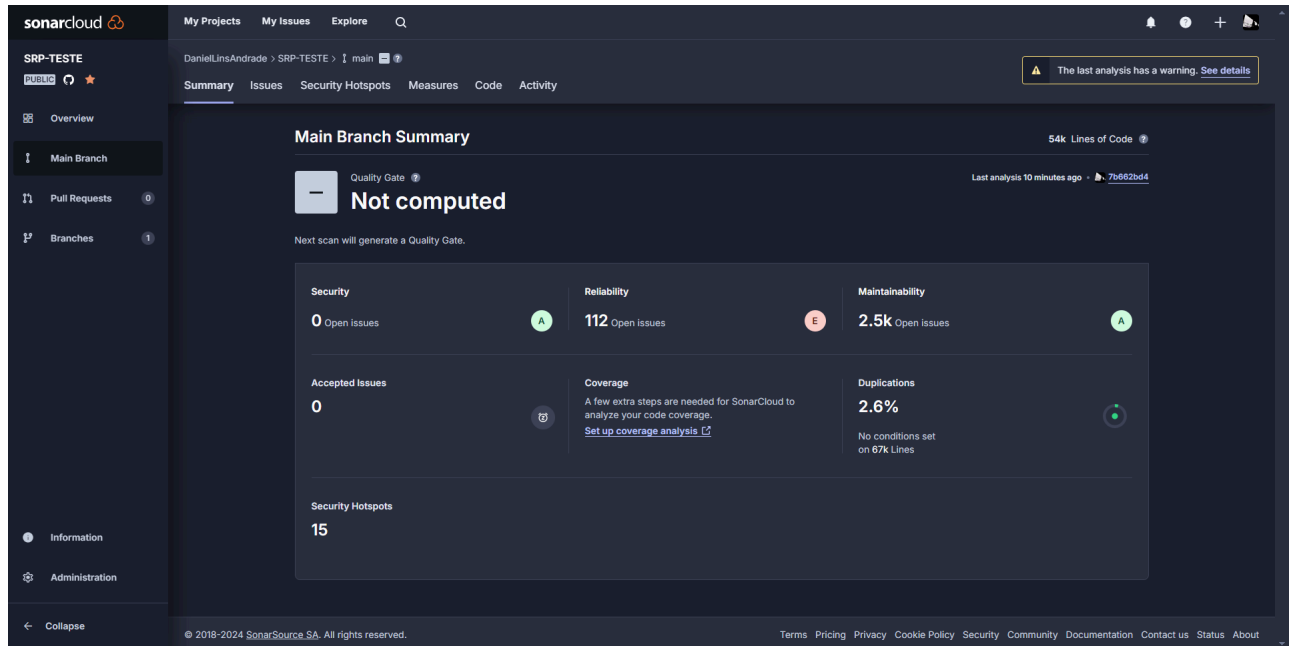 sonarcloud
My Projects My Issues Explore
SRP-TESTE
PUBLIC
DanielLinsAndrade > SRP-TESTE > main
The last analysis has a warning. See details
Summary Issues Security Hotspots Measures Code Activity
Overview
Main Branch
Pull Requests 0
Branches 1
Information
Administration
Collapse
Main Branch Summary
54k Lines of Code
Quality Gate
Not computed
Last analysis 10 minutes ago • 7b662bd4
Next scan will generate a Quality Gate.
Security
0 Open issues
A
Reliability
112 Open issues
E
Maintainability
2.5k Open issues
A
Accepted Issues
0
Coverage
A few extra steps are needed for SonarCloud to
analyze your code coverage.
Set up coverage analysis
Duplications
2.6%
No conditions set
on 67k Lines
Security Hotspots
15
© 2018-2024 SonarSource SA. All rights reserved.
Terms Pricing Privacy Cookie Policy Security Community Documentation Contact us Status About